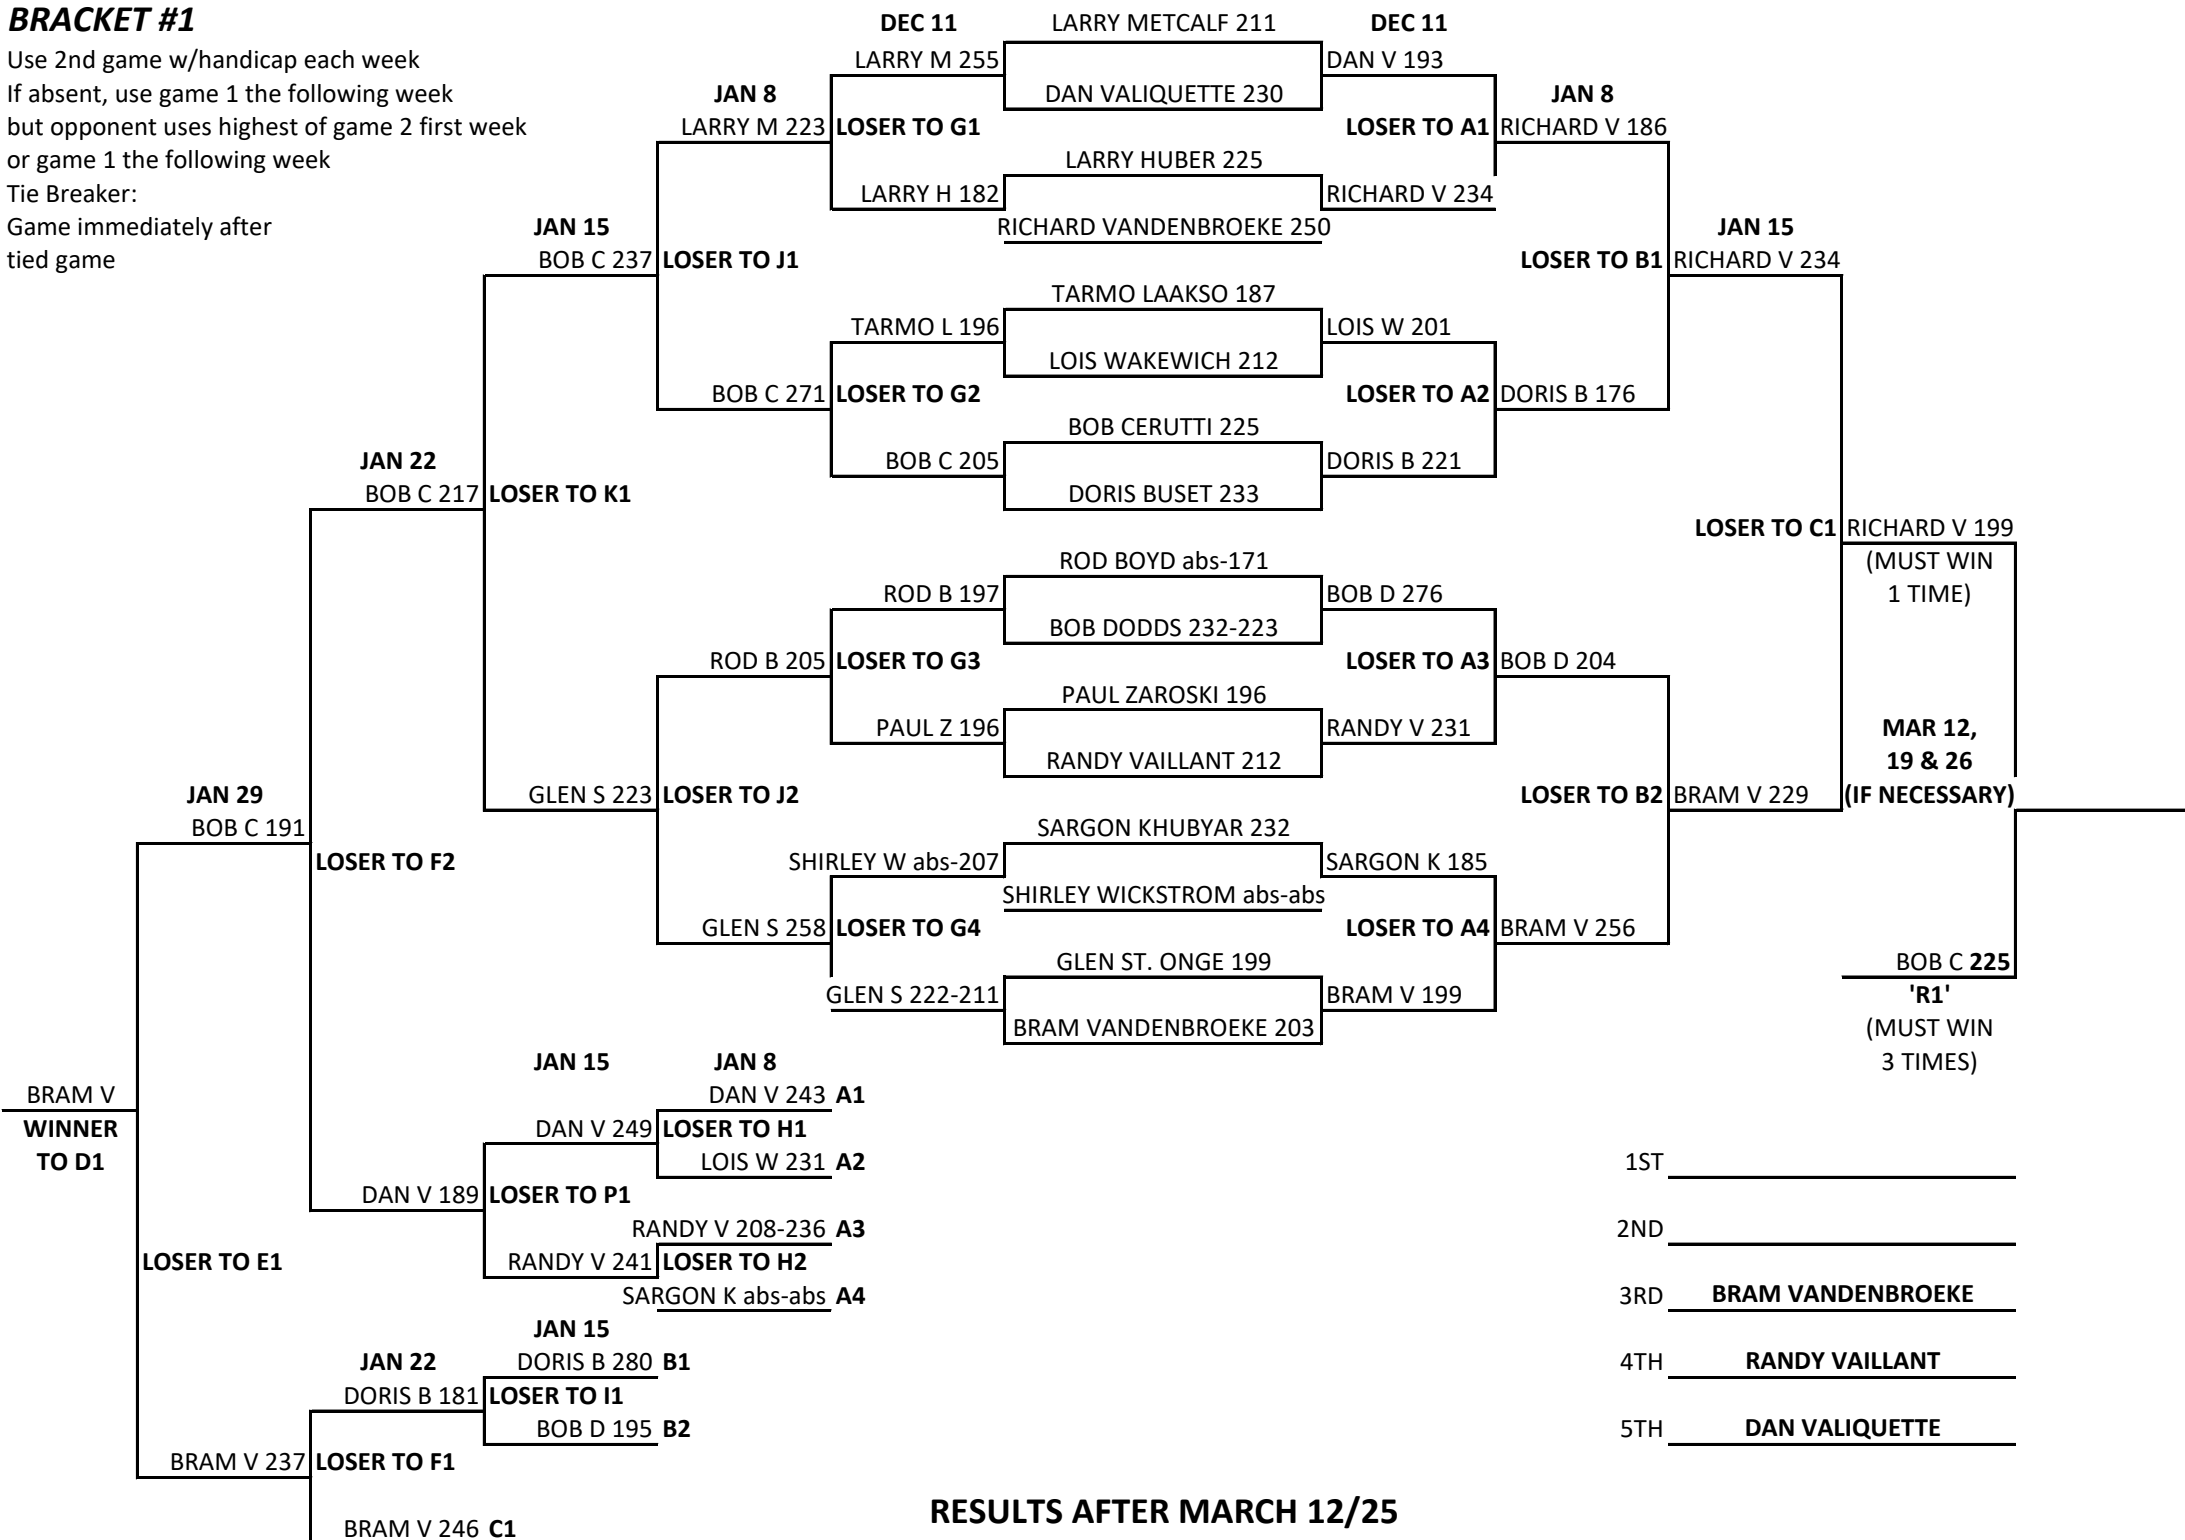 BRACKET #1
DEC 11
LARRY METCALF 211
DEC 11
Use 2nd game w/handicap each week
LARRY M 255
DAN V 193
If absent, use game 1 the following week
JAN 8
DAN VALIQUETTE 230
JAN 8
but opponent uses highest of game 2 first week
LARRY M 223
LOSER TO G1
LOSER TO A1
RICHARD V 186
or game 1 the following week
LARRY HUBER 225
Tie Breaker:
LARRY H 182
RICHARD V 234
Game immediately after
JAN 15
RICHARD VANDENBROEKE 250
JAN 15
tied game
BOB C 237
LOSER TO J1
LOSER TO B1
RICHARD V 234
TARMO LAAKSO 187
TARMO L 196
LOIS W 201
LOIS WAKEWICH 212
BOB C 271
LOSER TO G2
LOSER TO A2
DORIS B 176
BOB CERUTTI 225
JAN 22
BOB C 205
DORIS B 221
BOB C 217
LOSER TO K1
DORIS BUSET 233
LOSER TO C1
RICHARD V 199
ROD BOYD abs-171
(MUST WIN
ROD B 197
BOB D 276
1 TIME)
BOB DODDS 232-223
ROD B 205
LOSER TO G3
LOSER TO A3
BOB D 204
PAUL ZAROSKI 196
PAUL Z 196
RANDY V 231
MAR 12,
RANDY VAILLANT 212
19 & 26
JAN 29
GLEN S 223
LOSER TO J2
LOSER TO B2
BRAM V 229
(IF NECESSARY)
BOB C 191
SARGON KHUBYAR 232
LOSER TO F2
SHIRLEY W abs-207
SARGON K 185
SHIRLEY WICKSTROM abs-abs
GLEN S 258
LOSER TO G4
LOSER TO A4
BRAM V 256
GLEN ST. ONGE 199
BOB C 225
GLEN S 222-211
BRAM V 199
'R1'
BRAM VANDENBROEKE 203
(MUST WIN
JAN 15
JAN 8
3 TIMES)
BRAM V
DAN V 243 A1
WINNER
DAN V 249
LOSER TO H1
TO D1
LOIS W 231 A2
1ST
DAN V 189
LOSER TO P1
RANDY V 208-236 A3
2ND
LOSER TO E1
RANDY V 241
LOSER TO H2
SARGON K abs-abs A4
3RD BRAM VANDENBROEKE
JAN 15
JAN 22
DORIS B 280 B1
4TH RANDY VAILLANT
DORIS B 181
LOSER TO I1
BOB D 195 B2
5TH DAN VALIQUETTE
BRAM V 237
LOSER TO F1
RESULTS AFTER MARCH 12/25
BRAM V 246 C1